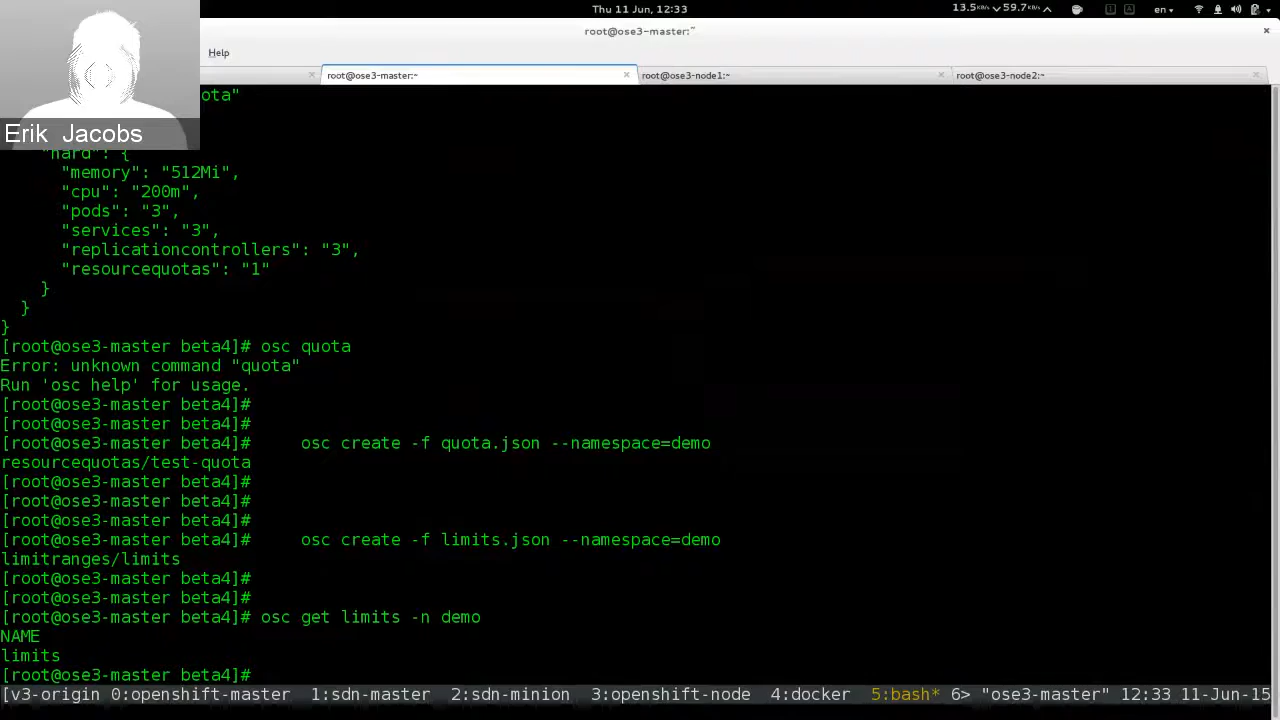 Thu 11 Jun, 12:33
13.5 KB/s 59.7 KB/s
en
root@ose3-master:~
Help
root@ose3-master:~
root@ose3-node1:~
root@ose3-node2:~
Erik Jacobs
ota"
"hard": {
"memory": "512Mi",
"cpu": "200m",
"pods": "3",
"services": "3",
"replicationcontrollers": "3",
"resourcequotas": "1"
}
}
}
[root@ose3-master beta4]# osc quota
Error: unknown command "quota"
Run 'osc help' for usage.
[root@ose3-master beta4]#
[root@ose3-master beta4]#
[root@ose3-master beta4]#     osc create -f quota.json --namespace=demo
resourcequotas/test-quota
[root@ose3-master beta4]#
[root@ose3-master beta4]#
[root@ose3-master beta4]#
[root@ose3-master beta4]#     osc create -f limits.json --namespace=demo
limitranges/limits
[root@ose3-master beta4]#
[root@ose3-master beta4]#
[root@ose3-master beta4]# osc get limits -n demo
NAME
limits
[root@ose3-master beta4]#
[v3-origin 0:openshift-master  1:sdn-master  2:sdn-minion  3:openshift-node  4:docker  5:bash* 6> "ose3-master" 12:33 11-Jun-15